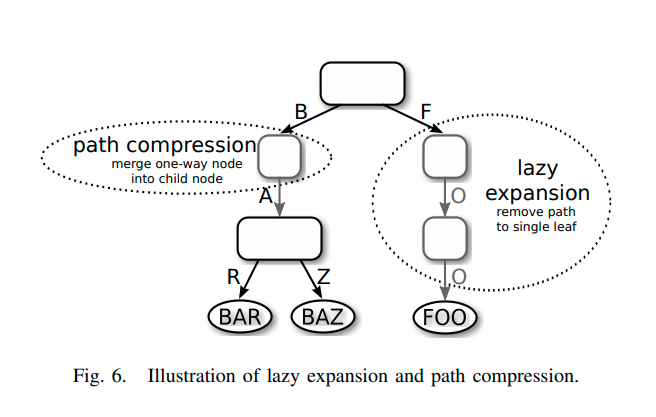 B
F
path compression
merge one-way node
into child node
lazy
expansion
remove path
to single leaf
A
O
R
Z
O
BAR
BAZ
FOO
Fig. 6. Illustration of lazy expansion and path compression.